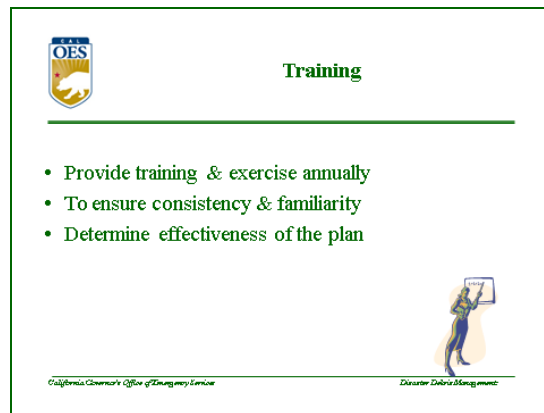 CAL
OES
Training
• Provide training & exercise annually
• To ensure consistency & familiarity
• Determine effectiveness of the plan
California Governor's Office of Emergency Services
Disaster Debris Management